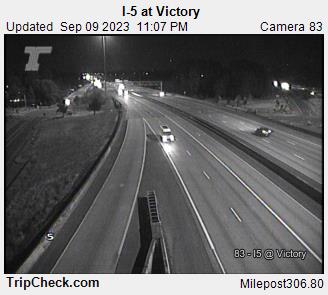 I-5 at Victory
Updated Sep 09 2023 11:07 PM Camera 83
T
5
83 - I5 @ Victory
TripCheck.com Milepost306.80